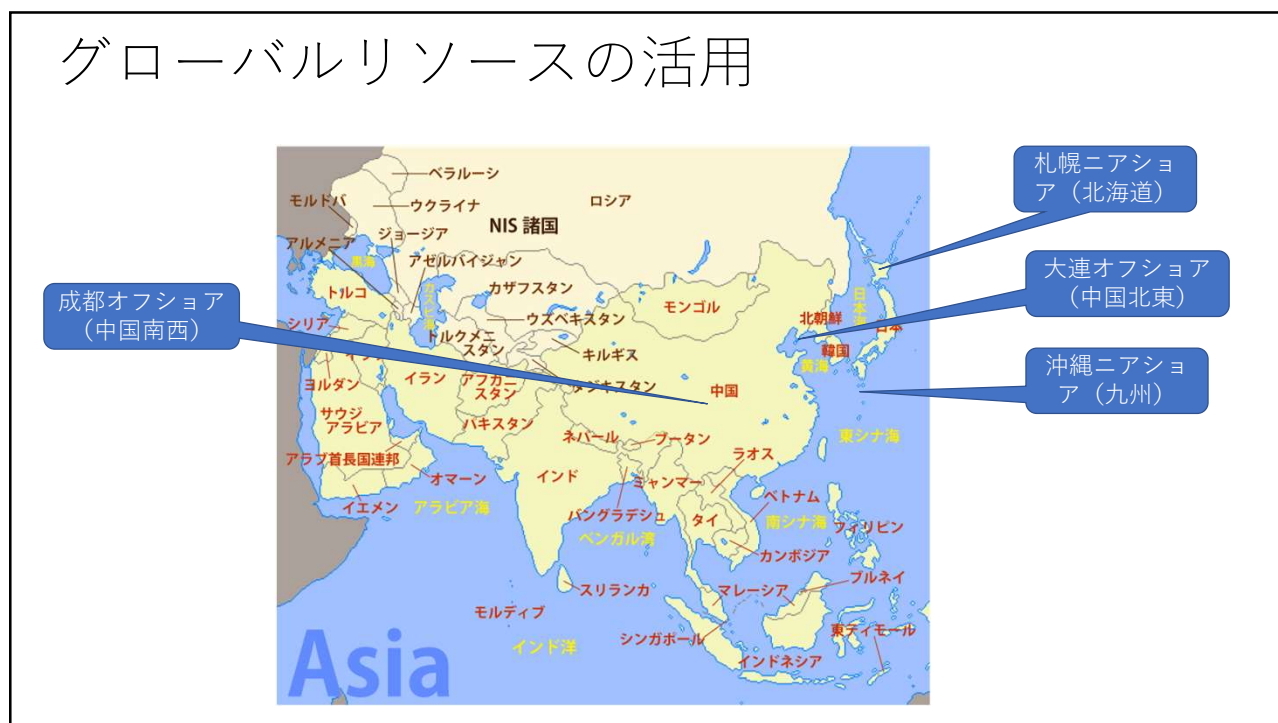 グローバルリソースの活用
札幌ニアショ
ア（北海道）
大連オフショア
（中国北東）
沖縄ニアショ
ア（九州）
成都オフショア
（中国南西）
ベラルーシ
モルドバ
ウクライナ
ロシア
NIS 諸国
ジョージア
アルメニア
アゼルバイジャン
黒海
カスピ海
トルコ
カザフスタン
モンゴル
北朝鮮
日本海
日本
シリア
ウズベキスタン
トルクメニ
スタン
キルギス
韓国
黄海
ヨルダン
イラン
アフガニ
スタン
タジキスタン
中国
サウジ
アラビア
パキスタン
ネパール
ブータン
東シナ海
アラブ首長国連邦
オマーン
インド
ミャンマー
ラオス
イエメン
アラビア海
バングラデシュ
タイ
ベトナム
南シナ海
フィリピン
ベンガル湾
カンボジア
スリランカ
マレーシア
ブルネイ
モルディブ
シンガポール
東ティモール
インド洋
インドネシア
Asia